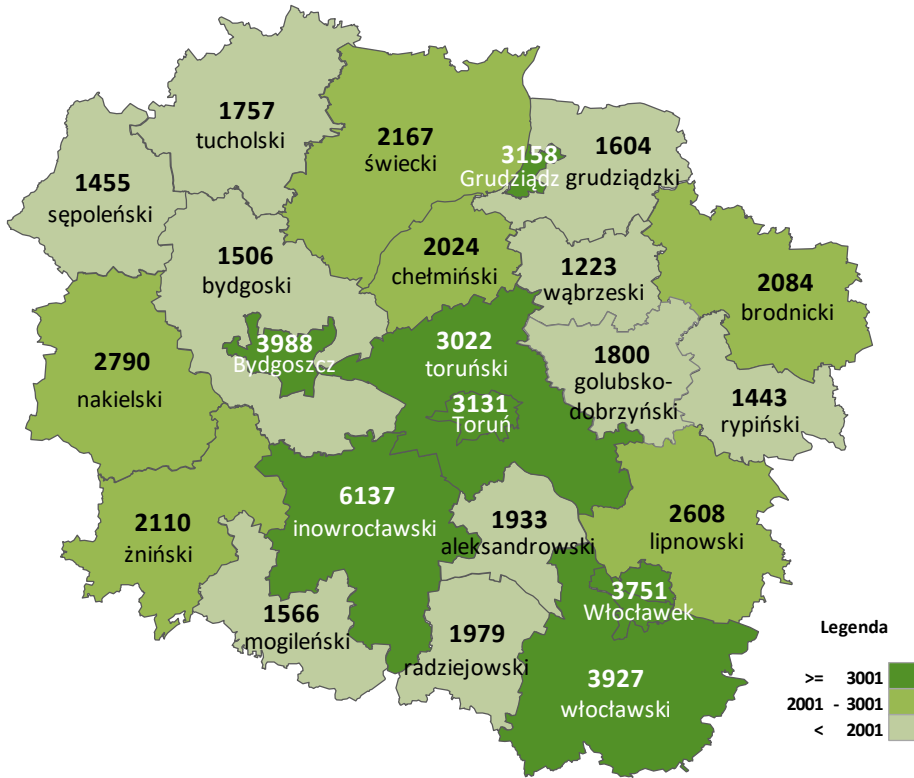 1757
tucholski
2167
świecki
3158
Grudziądz
1604
grudziądzki
1455
sępoleński
1506
bydgoski
2024
chełmiński
1223
wąbrzeski
2084
brodnicki
3988
Bydgoszcz
3022
toruński
1800
golubsko-
dobrzyński
2790
nakielski
3131
Toruń
1443
rypiński
6137
inowrocławski
1933
aleksandrowski
2608
lipnowski
2110
żniński
3751
Włocławek
1566
mogileński
1979
radziejowski
3927
włocławski
Legenda
>= 3001
2001 - 3001
< 2001